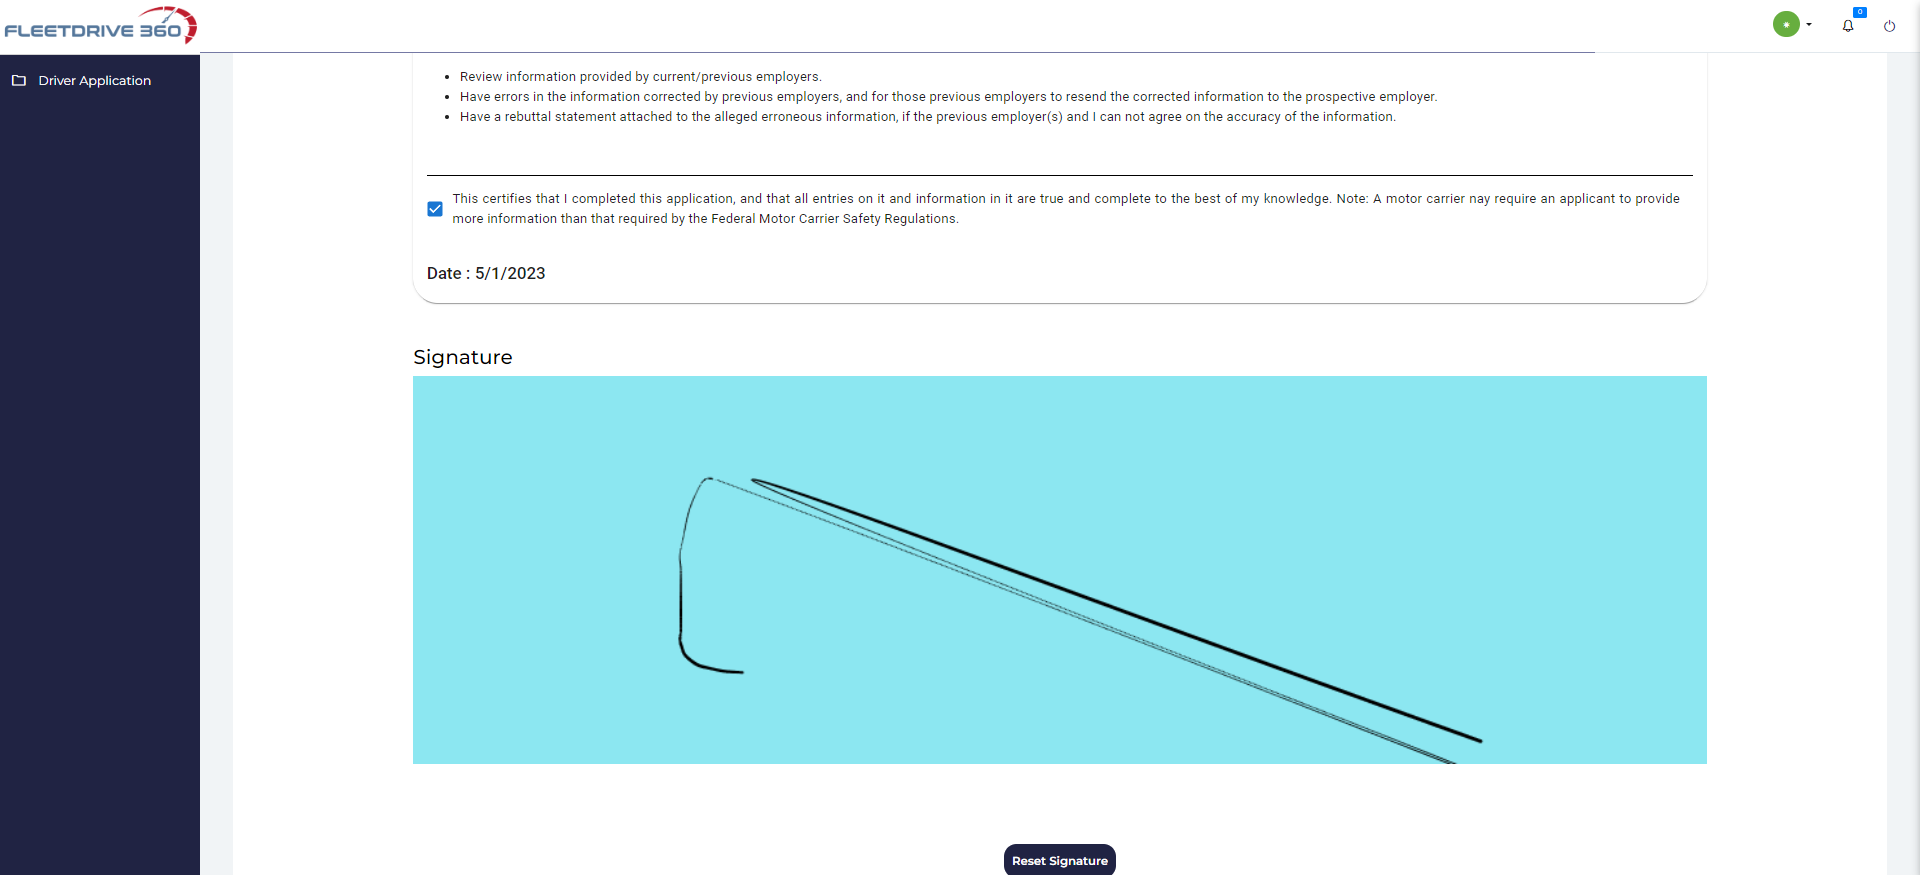 FLEETDRIVE 360
0
Driver Application
• Review information provided by current/previous employers.
• Have errors in the information corrected by previous employers, and for those previous employers to resend the corrected information to the prospective employer.
• Have a rebuttal statement attached to the alleged erroneous information, if the previous employer(s) and I can not agree on the accuracy of the information.
This certifies that I completed this application, and that all entries on it and information in it are true and complete to the best of my knowledge. Note: A motor carrier nay require an applicant to provide
more information than that required by the Federal Motor Carrier Safety Regulations.
Date : 5/1/2023
Signature
Reset Signature